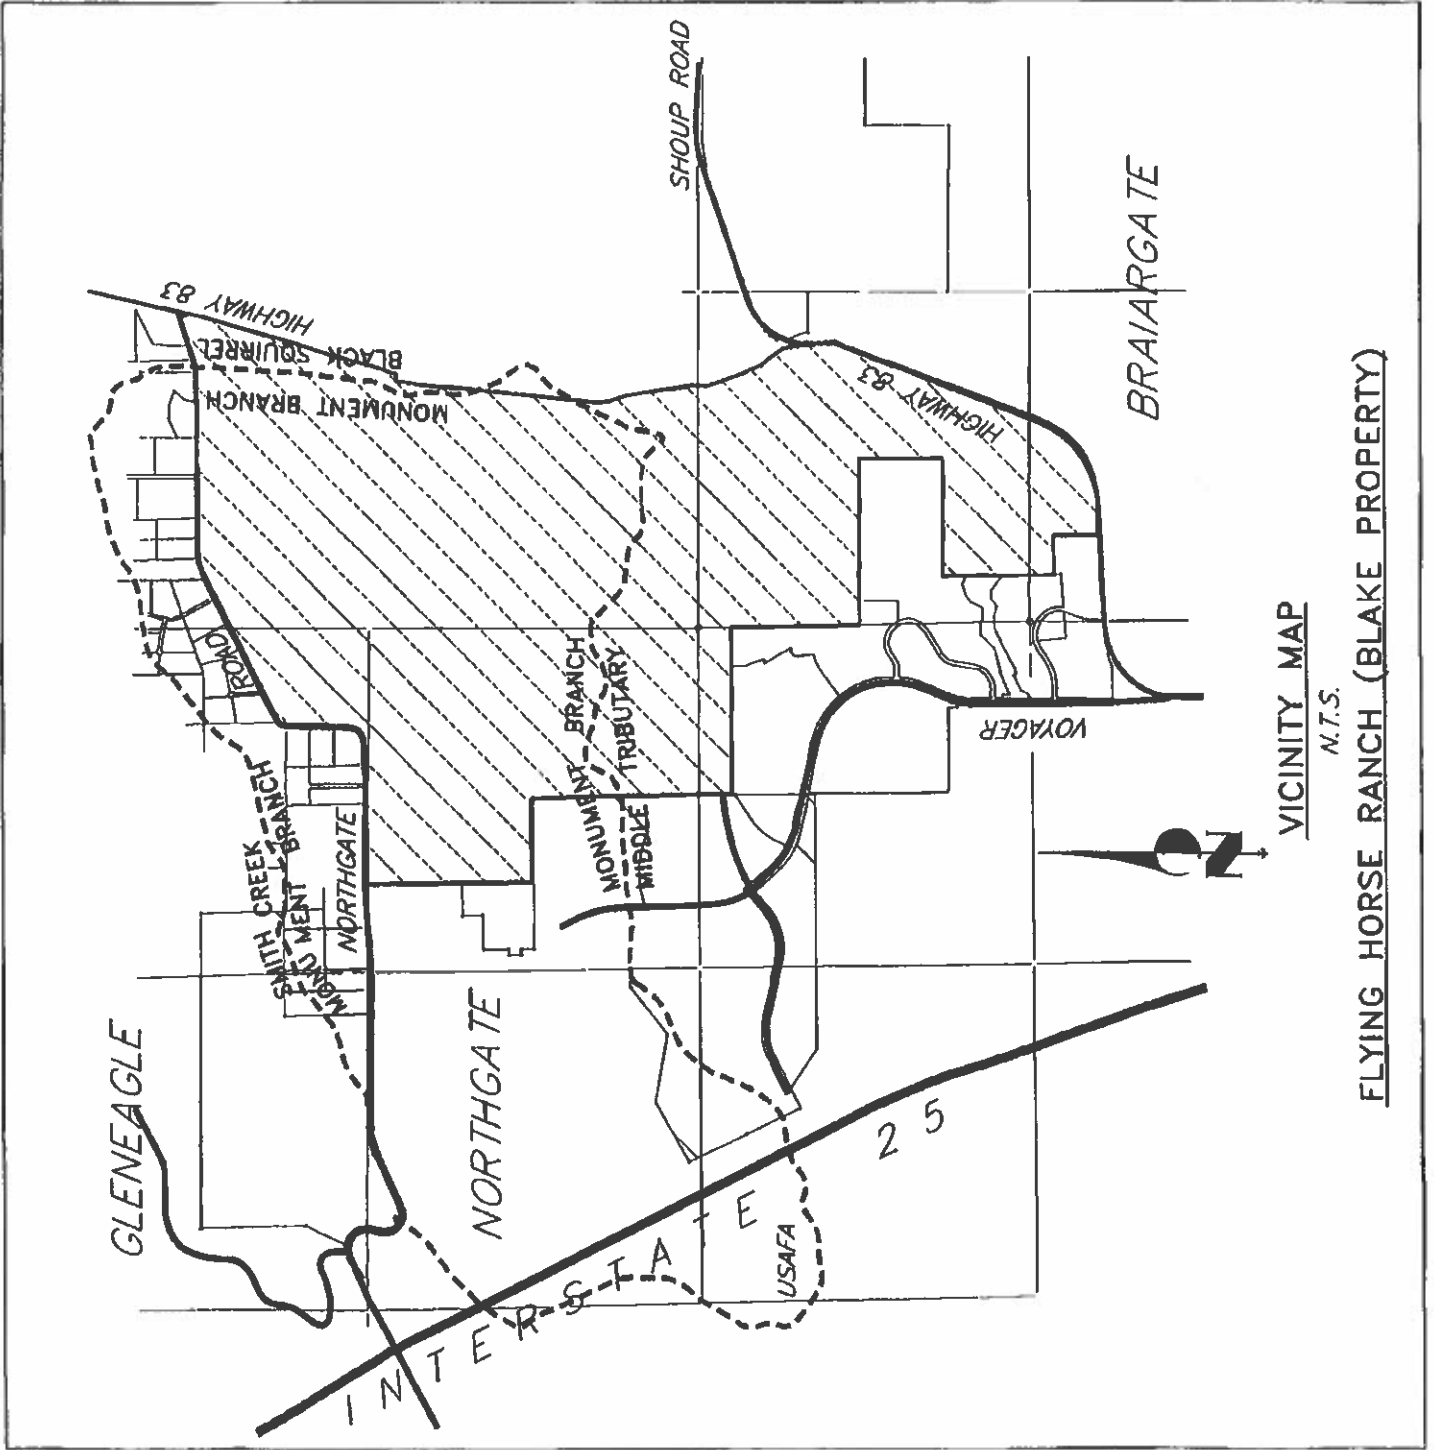 GLENEAGLE
SMITH CREEK
MONUMENT BRANCH
MONUMENT BRANCH
NORTHGATE
ROAD
MONUMENT BRANCH
BLACK SQUIRREL
HIGHWAY 83
SHOUP ROAD
NORTHGATE
MONUMENT BRANCH
MIDDLE TRIBUTARY
HIGHWAY 83
VOYAGER
INTERSTATE 25
USAFA
BRAIARGATE
N
VICINITY MAP
N.T.S.
FLYING HORSE RANCH (BLAKE PROPERTY)